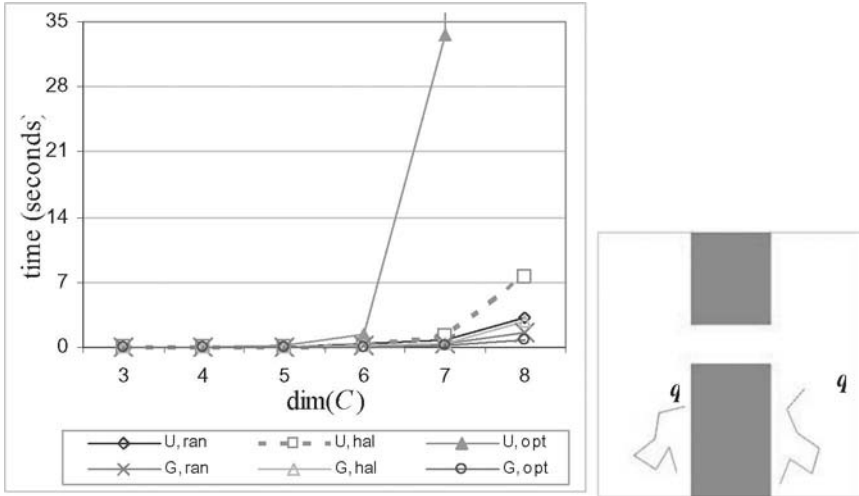 35
28
21
14
7
0
time (seconds)
3 4 5 6 7 8
dim(C)
U, ran U, hal U, opt
G, ran G, hal G, opt
q q